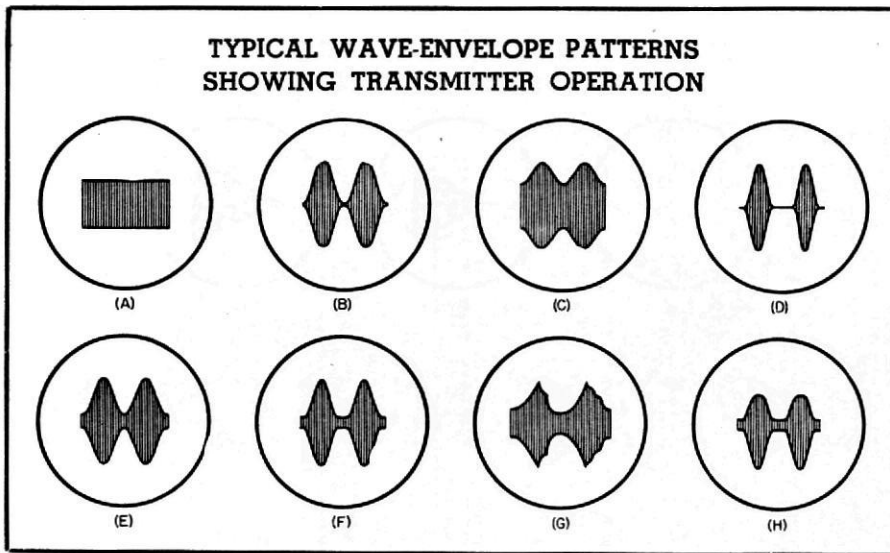 TYPICAL WAVE-ENVELOPE PATTERNS
SHOWING TRANSMITTER OPERATION
(A)
(B)
(C)
(D)
(E)
(F)
(G)
(H)